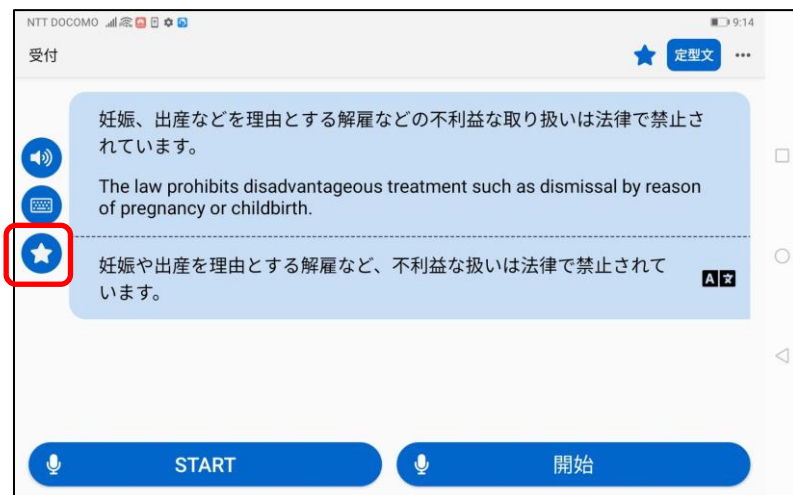 NTT DOCOMO 9:14
受付 定型文
妊娠、出産などを理由とする解雇などの不利益な取り扱いは法律で禁止さ
れています。
The law prohibits disadvantageous treatment such as dismissal by reason
of pregnancy or childbirth.
妊娠や出産を理由とする解雇など、不利益な扱いは法律で禁止されて
います。
START 開始